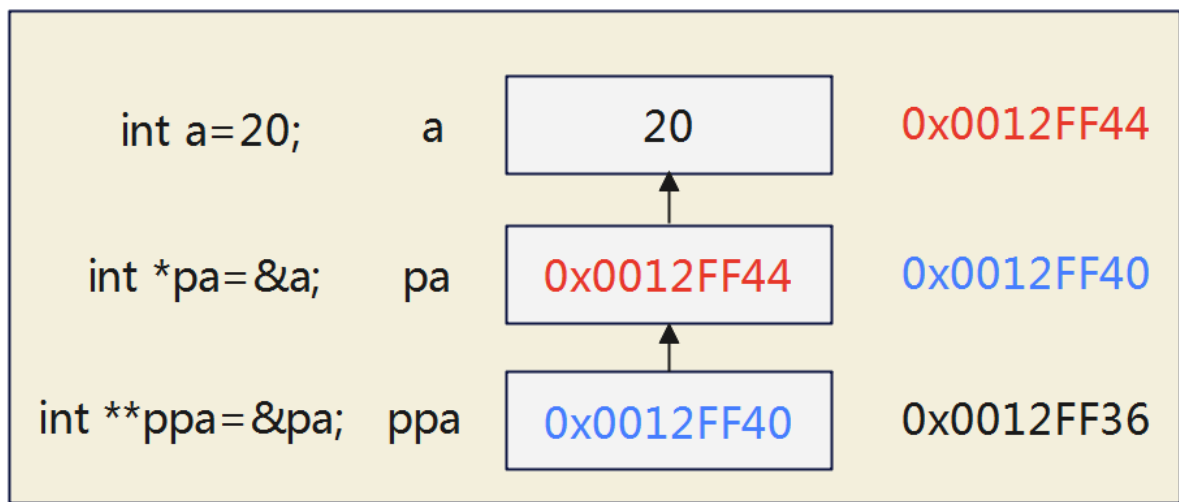 int a=20; a 20 0x0012FF44
int *pa=&a; pa 0x0012FF44 0x0012FF40
int **ppa=&pa; ppa 0x0012FF40 0x0012FF36